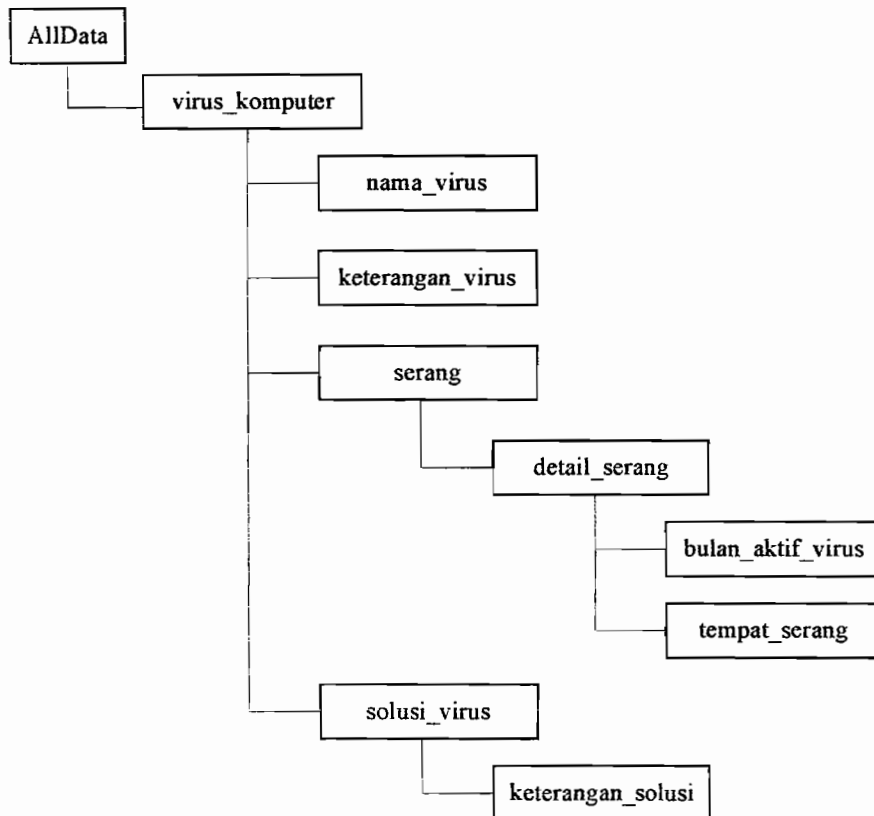 AllData
virus_komputer
nama_virus
keterangan_virus
serang
detail_serang
bulan_aktif_virus
tempat_serang
solusi_virus
keterangan_solusi